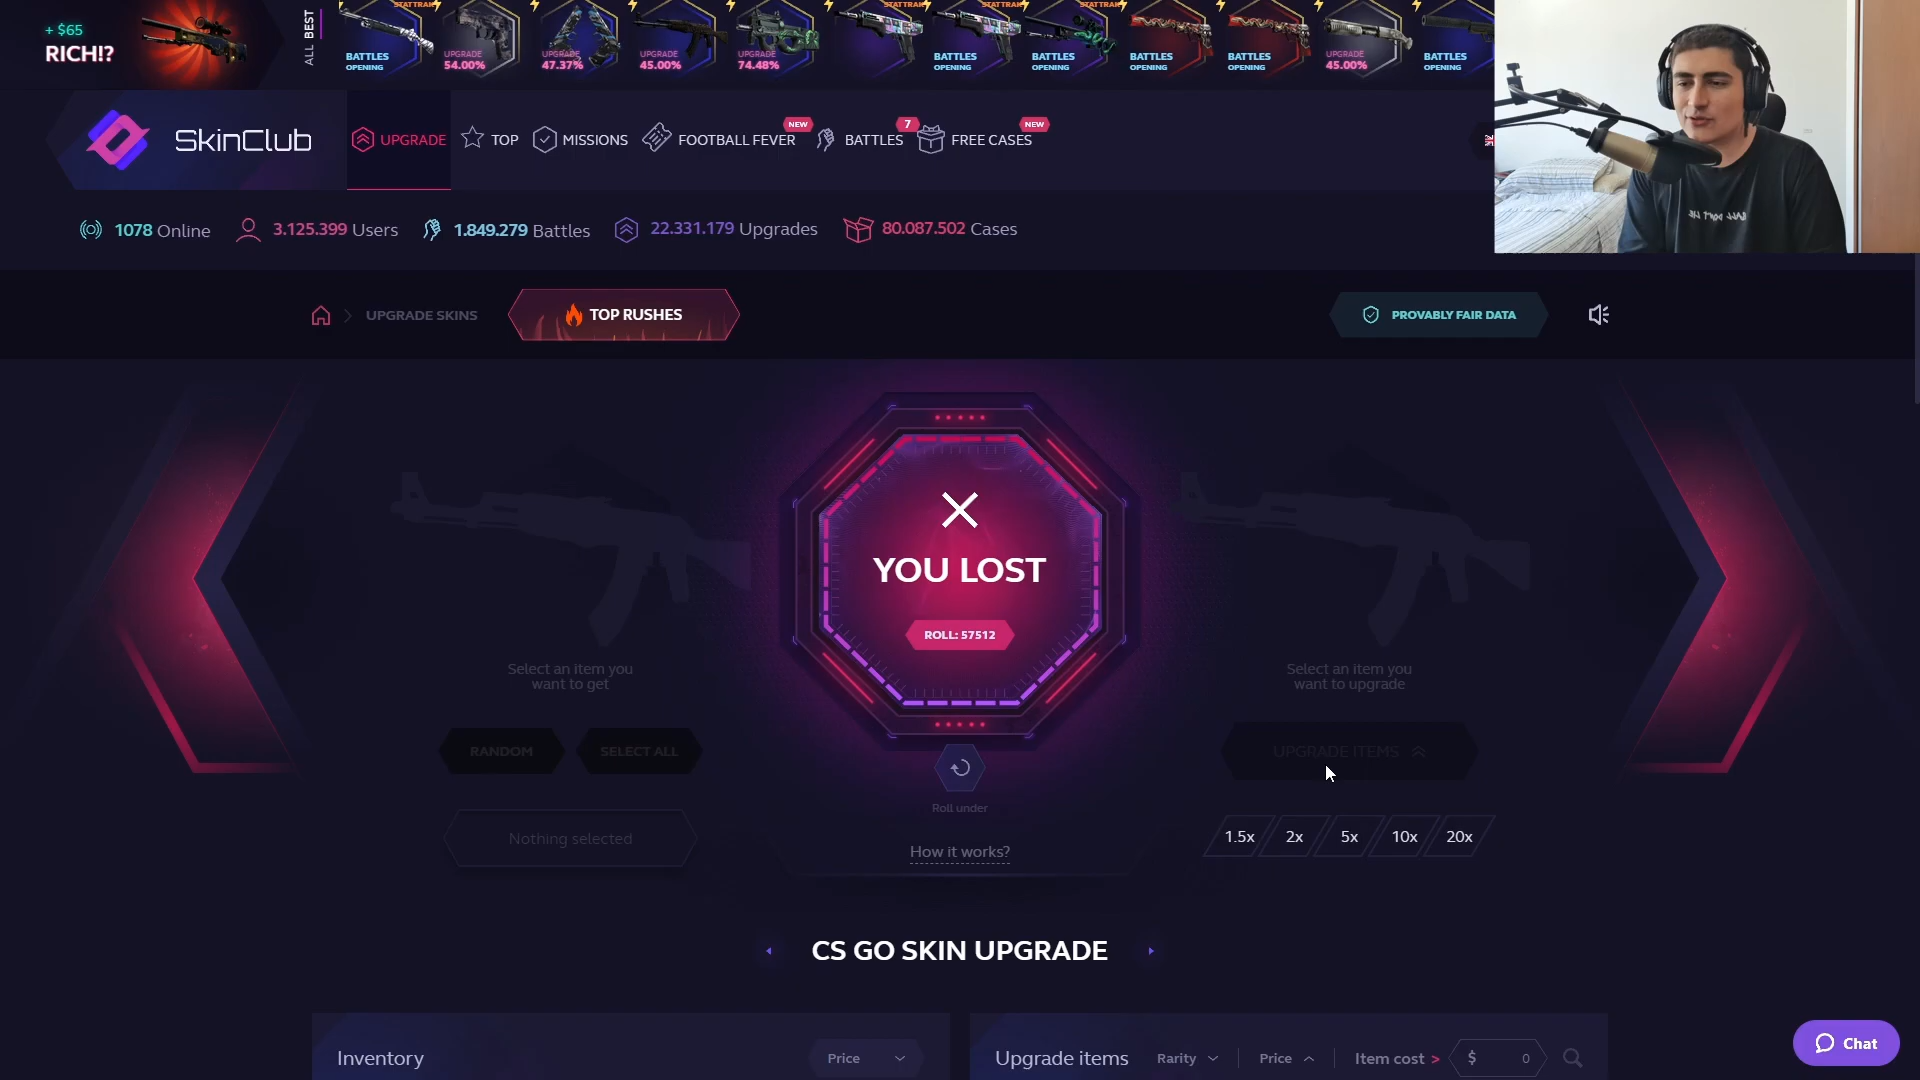 + $65
RICH!?
ALL BEST
STATTRAK
STATTRAK
STATTRAK
STATTRAK
BATTLES
OPENING
UPGRADE
54.00%
UPGRADE
47.37%
UPGRADE
45.00%
UPGRADE
74.48%
BATTLES
OPENING
BATTLES
OPENING
BATTLES
OPENING
BATTLES
OPENING
UPGRADE
45.00%
BATTLES
OPENING
SkinClub
UPGRADE
TOP
MISSIONS
FOOTBALL FEVER
NEW
BATTLES
7
FREE CASES
NEW
1078 Online
3.125.399 Users
1.849.279 Battles
22.331.179 Upgrades
80.087.502 Cases
UPGRADE SKINS
TOP RUSHES
PROVABLY FAIR DATA
YOU LOST
ROLL: 57512
Select an item you
want to get
Select an item you
want to upgrade
RANDOM
SELECT ALL
UPGRADE ITEMS
Roll under
Nothing selected
How it works?
1.5x
2x
5x
10x
20x
CS GO SKIN UPGRADE
Inventory
Price
Upgrade items
Rarity
Price
Item cost >
$ 0
Chat